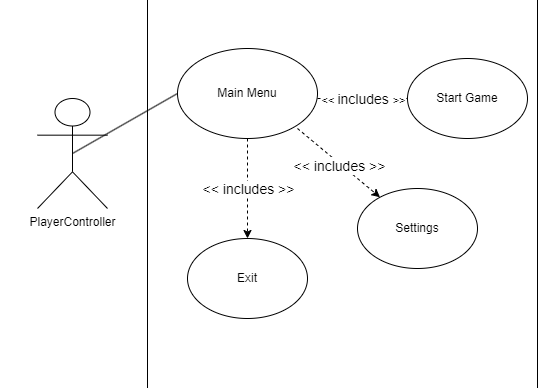 Main Menu
<< includes >>
Start Game
<< includes >>
<< includes >>
PlayerController
Settings
Exit